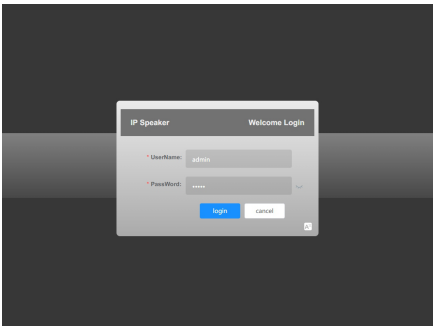 IP Speaker Welcome Login
* UserName: admin
* PassWord: •••••
login cancel